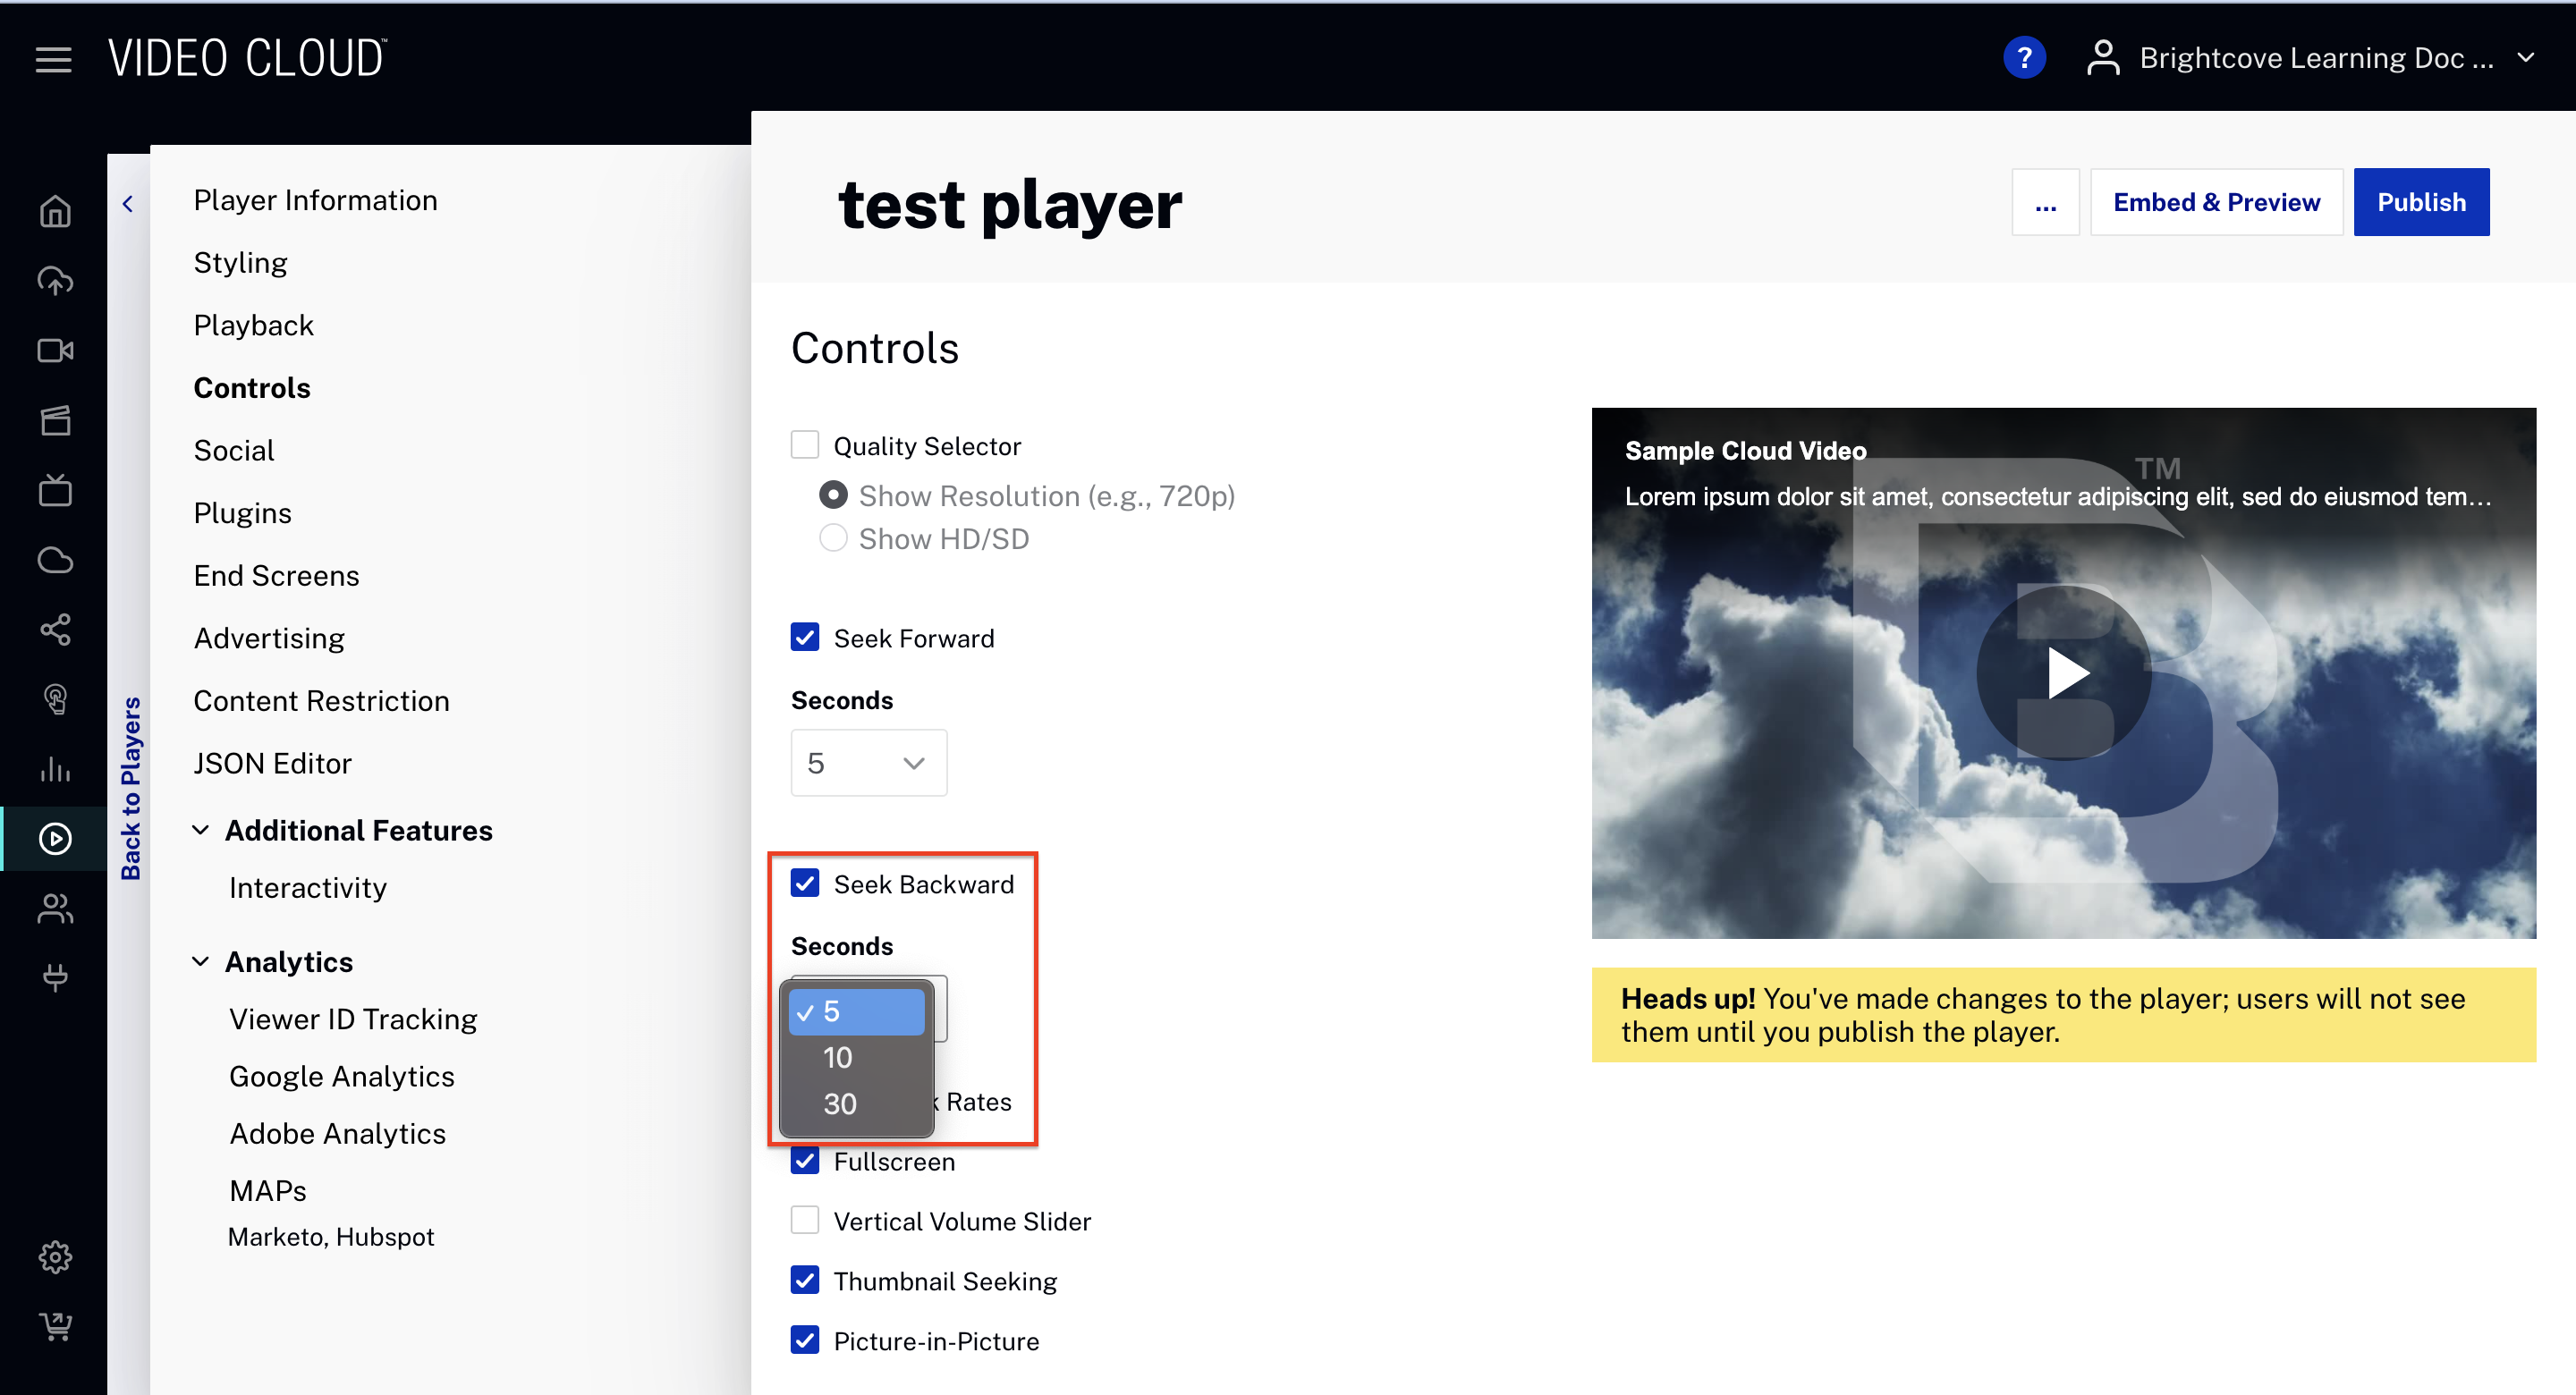 VIDEO CLOUD™
?
Brightcove Learning Doc ...
Back to Players
Player Information
Styling
Playback
Controls
Social
Plugins
End Screens
Advertising
Content Restriction
JSON Editor
Additional Features
Interactivity
Analytics
Viewer ID Tracking
Google Analytics
Adobe Analytics
MAPs
Marketo, Hubspot
test player
...
Embed & Preview
Publish
Controls
Quality Selector
Show Resolution (e.g., 720p)
Show HD/SD
Seek Forward
Seconds
5
Seek Backward
Seconds
5
10
30
Rates
Fullscreen
Vertical Volume Slider
Thumbnail Seeking
Picture-in-Picture
Sample Cloud Video
TM
Lorem ipsum dolor sit amet, consectetur adipiscing elit, sed do eiusmod tem...
Heads up! You've made changes to the player; users will not see
them until you publish the player.